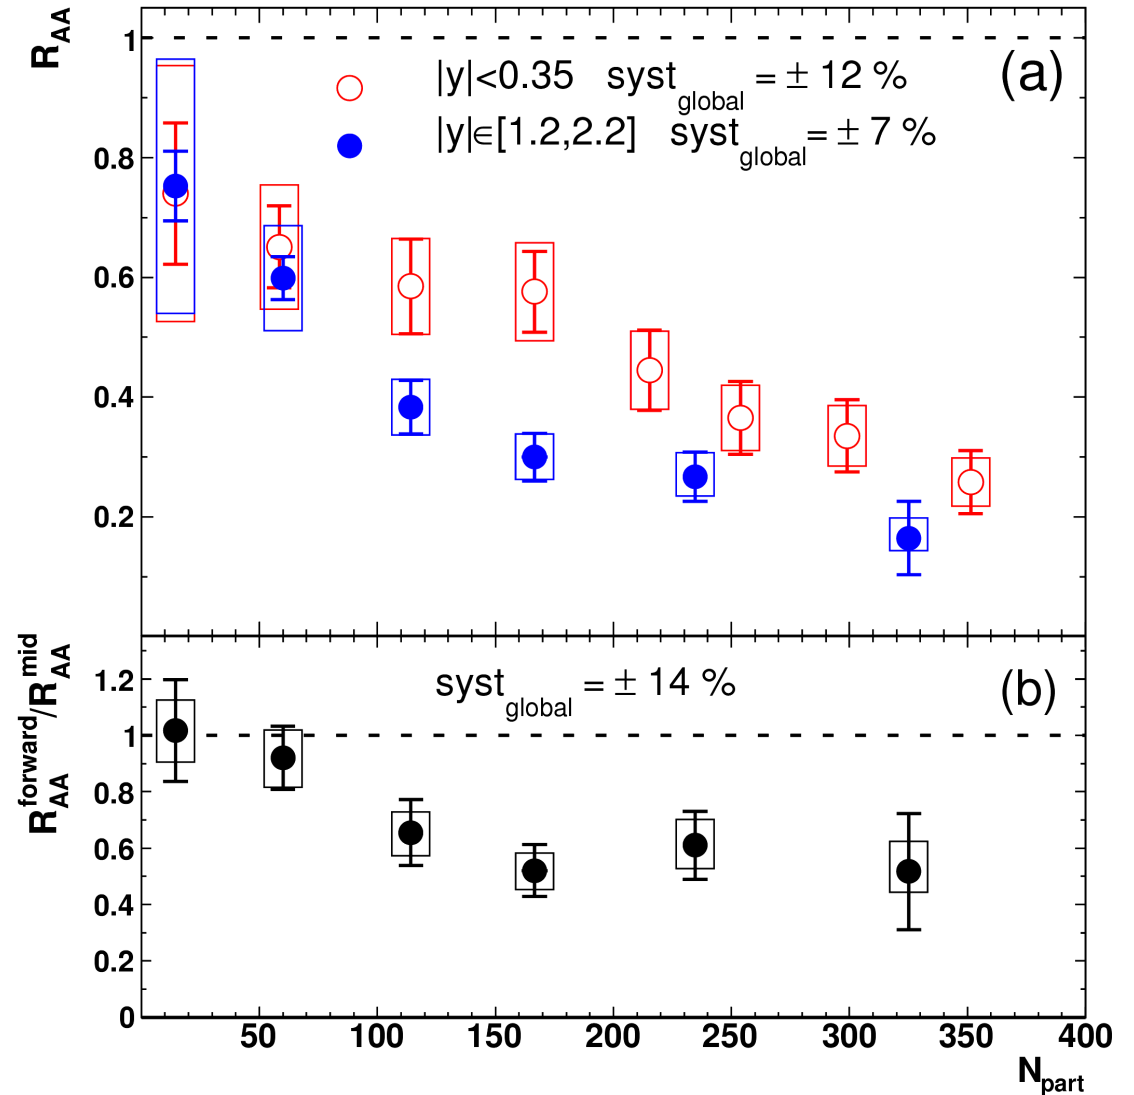 R_AA
1
0.8
0.6
0.4
0.2
|y|<0.35 syst_global = ± 12 %
|y|∈[1.2,2.2] syst_global = ± 7 %
(a)
R_AA^forward/R_AA^mid
1.2
1
0.8
0.6
0.4
0.2
0
syst_global = ± 14 %
(b)
50 100 150 200 250 300 350 400
N_part